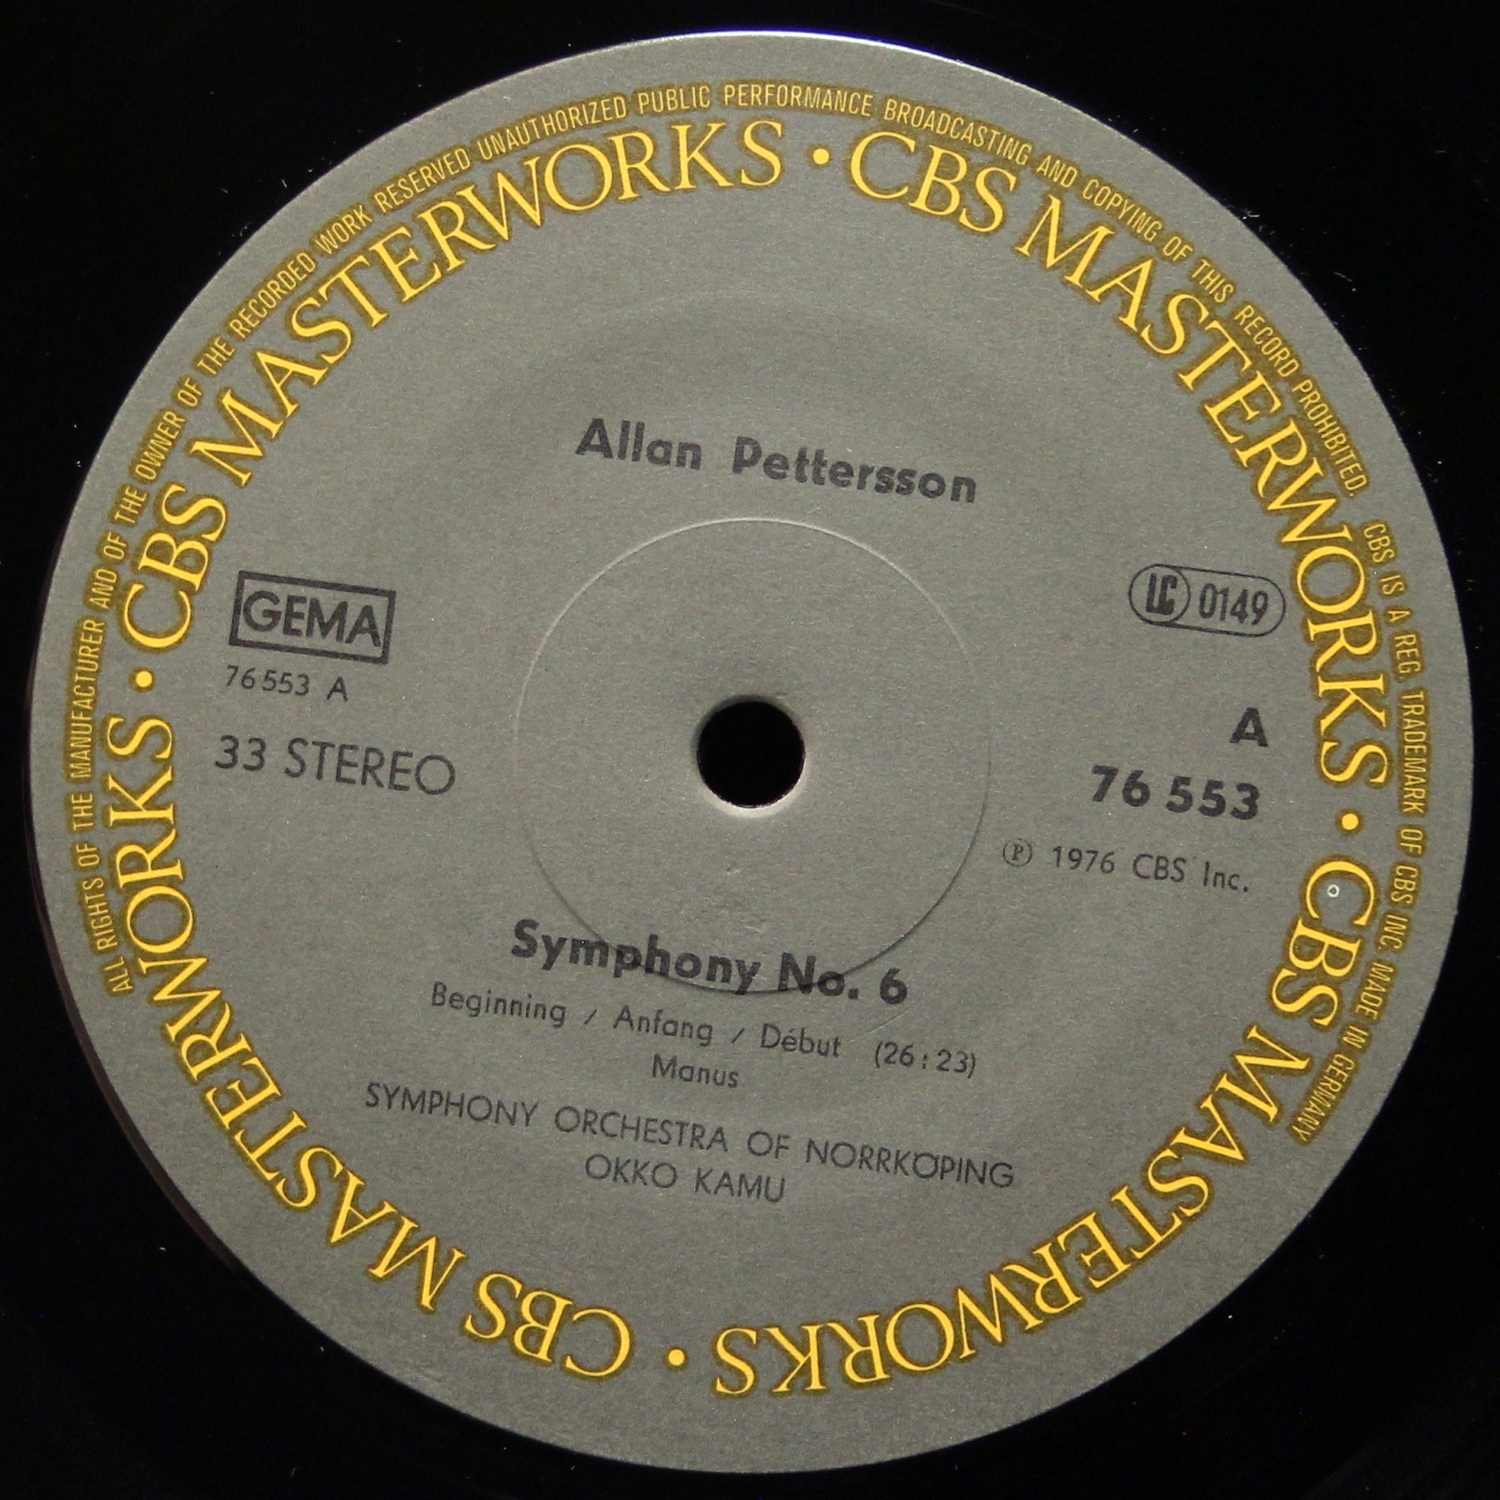 ALL RIGHTS OF THE MANUFACTURER AND OF THE OWNER OF THE RECORDED WORK RESERVED UNAUTHORIZED PUBLIC PERFORMANCE BROADCASTING AND COPYING OF THIS RECORD PROHIBITED. CBS IS A REG. TRADEMARK OF CBS INC. MADE IN GERMANY
CBS MASTERWORKS · CBS MASTERWORKS · CBS MASTERWORKS · CBS MASTERWORKS ·
Allan Pettersson
GEMA
76 553 A
33 STEREO
LC 0149
A
76 553
℗ 1976 CBS Inc.
Symphony No. 6
Beginning / Anfang / Début (26:23)
Manus
SYMPHONY ORCHESTRA OF NORRKÖPING
OKKO KAMU